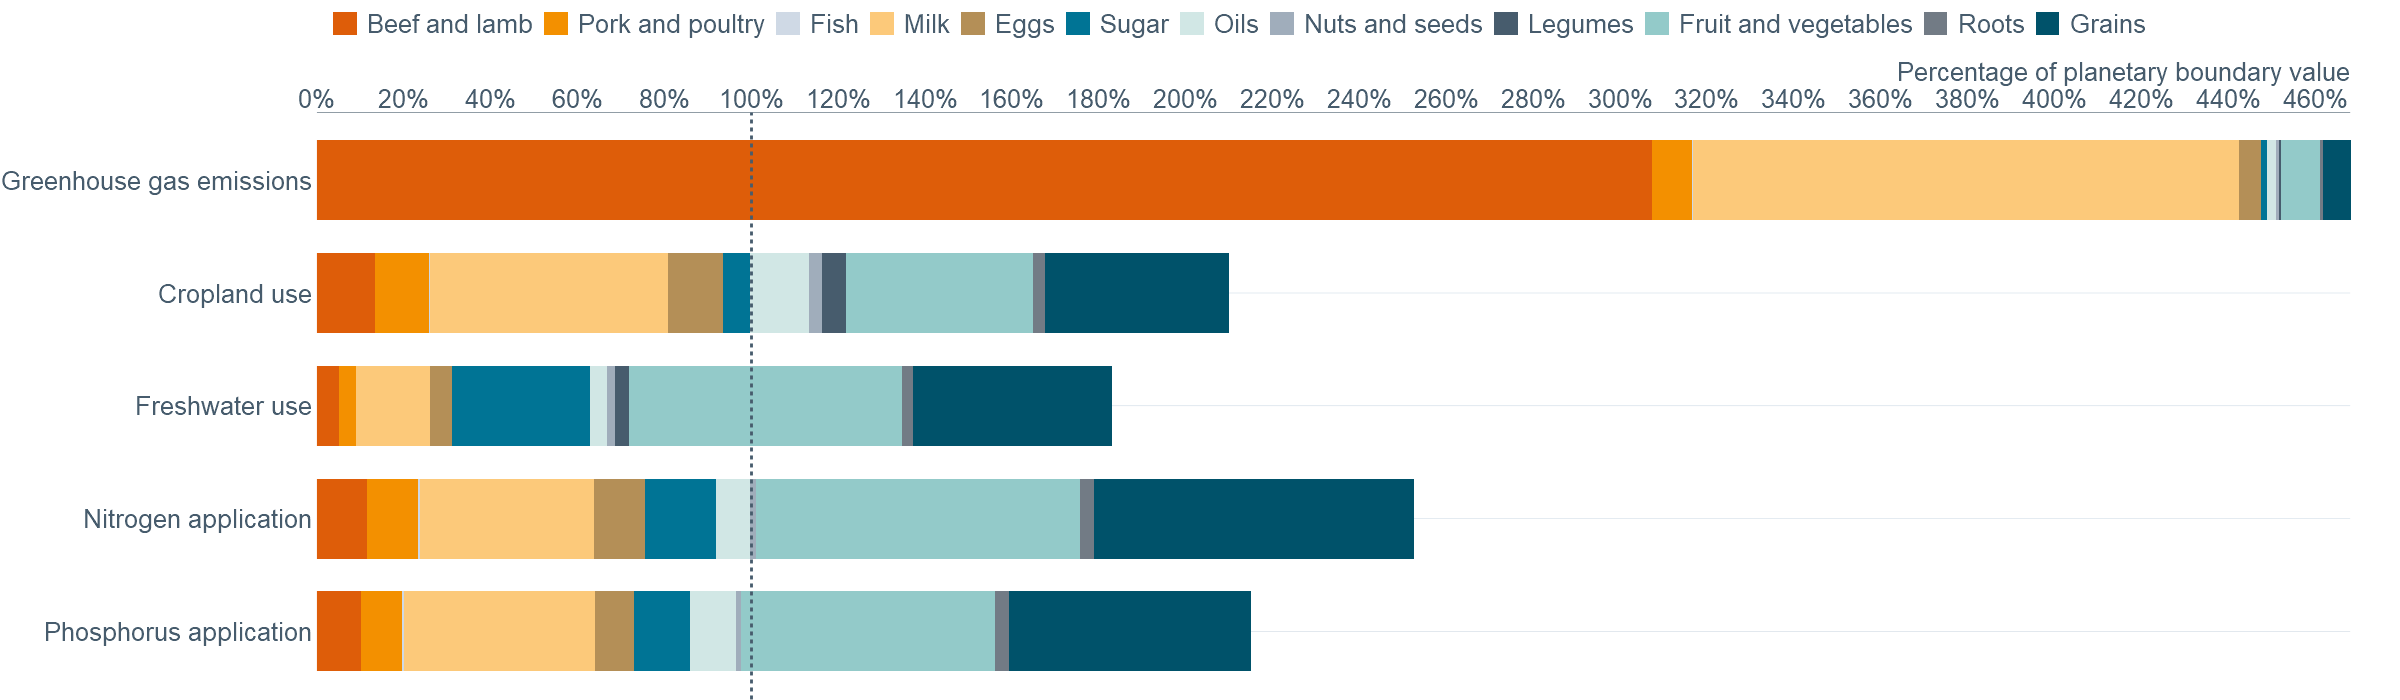 Beef and lamb Pork and poultry Fish Milk Eggs Sugar Oils Nuts and seeds Legumes Fruit and vegetables Roots Grains
Percentage of planetary boundary value
0% 20% 40% 60% 80% 100% 120% 140% 160% 180% 200% 220% 240% 260% 280% 300% 320% 340% 360% 380% 400% 420% 440% 460%
Greenhouse gas emissions
Cropland use
Freshwater use
Nitrogen application
Phosphorus application